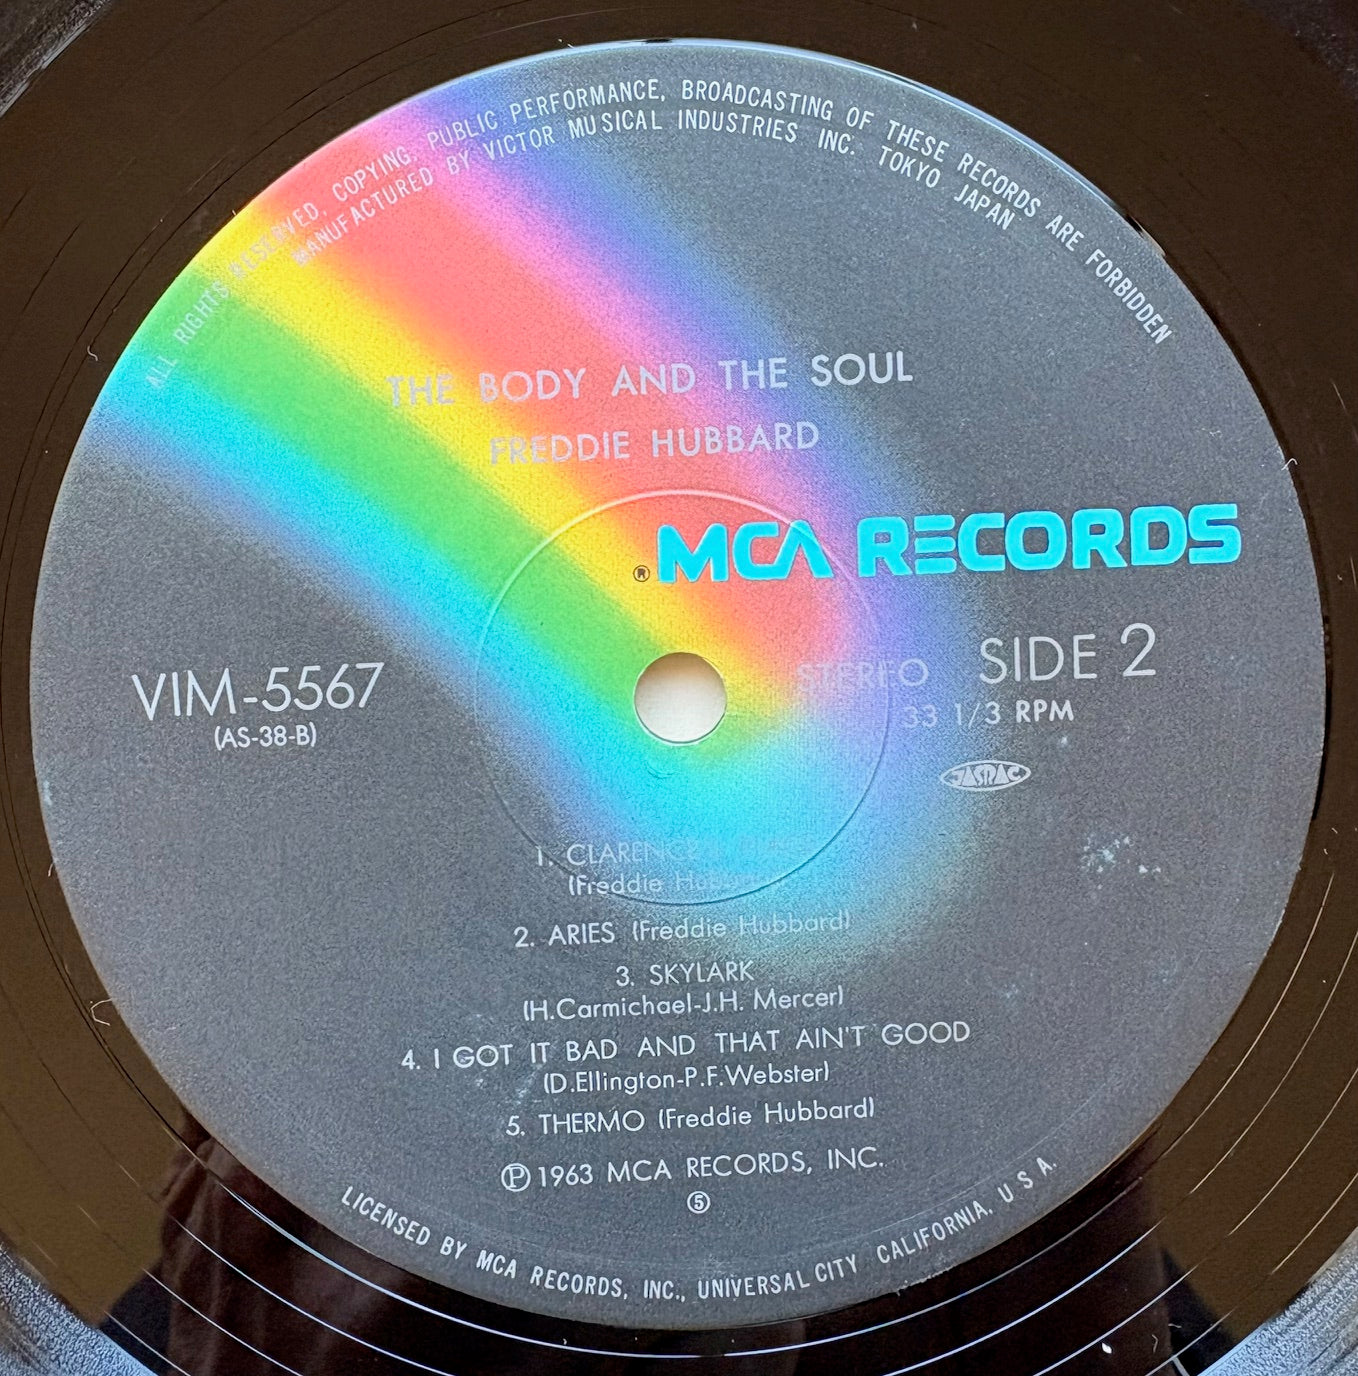 ALL RIGHTS RESERVED. COPYING. PUBLIC PERFORMANCE, BROADCASTING OF THESE RECORDS ARE FORBIDDEN
MANUFACTURED BY VICTOR MUSICAL INDUSTRIES INC. TOKYO JAPAN
THE BODY AND THE SOUL
FREDDIE HUBBARD
® MCA RECORDS
VIM-5567
(AS-38-B)
STEREO SIDE 2
33 1/3 RPM
JASRAC
1. CLARENCE'S
(Freddie Hubbard)
2. ARIES (Freddie Hubbard)
3. SKYLARK
(H.Carmichael-J.H. Mercer)
4. I GOT IT BAD AND THAT AIN'T GOOD
(D.Ellington-P.F.Webster)
5. THERMO (Freddie Hubbard)
Ⓟ 1963 MCA RECORDS, INC.
⑤
LICENSED BY MCA RECORDS, INC., UNIVERSAL CITY CALIFORNIA, U S A.